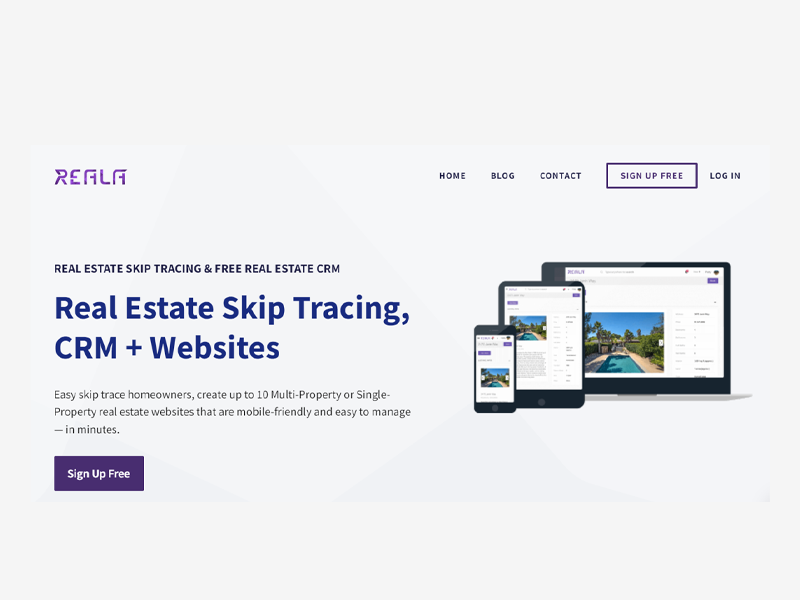 REALA
HOME BLOG CONTACT SIGN UP FREE LOG IN
REAL ESTATE SKIP TRACING & FREE REAL ESTATE CRM
Real Estate Skip Tracing,
CRM + Websites
Easy skip trace homeowners, create up to 10 Multi-Property or Single-
Property real estate websites that are mobile-friendly and easy to manage
— in minutes.
Sign Up Free
REALA